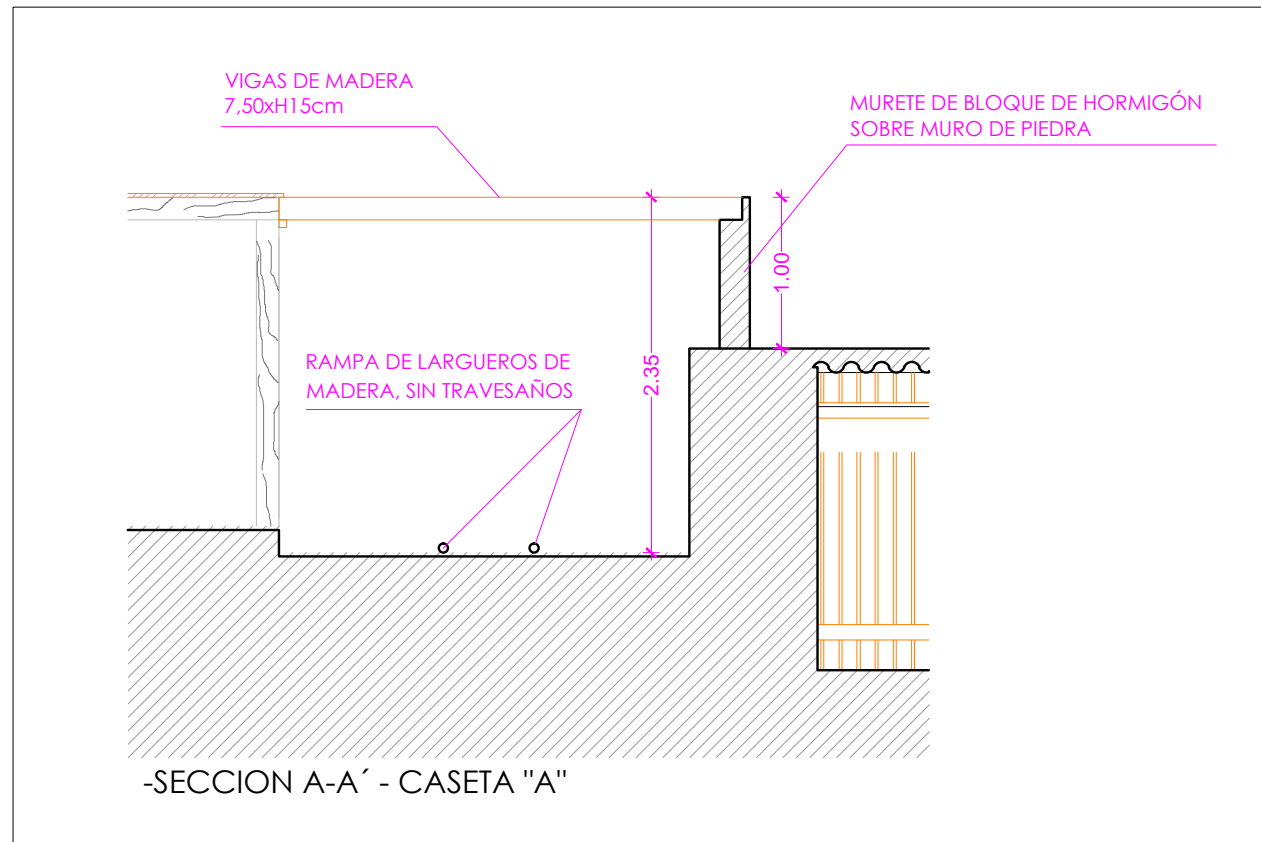 VIGAS DE MADERA
7,50xH15cm
MURETE DE BLOQUE DE HORMIGÓN
SOBRE MURO DE PIEDRA
1.00
2.35
RAMPA DE LARGUEROS DE
MADERA, SIN TRAVESAÑOS
-SECCION A-A´ - CASETA "A"